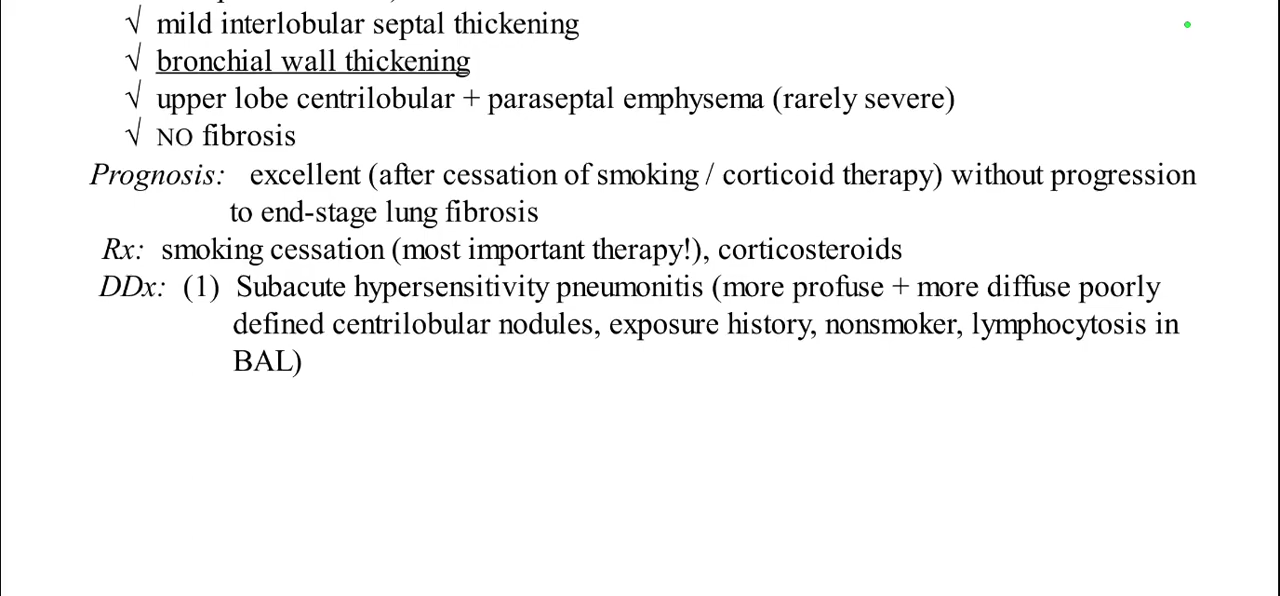 √ mild interlobular septal thickening
√ bronchial wall thickening
√ upper lobe centrilobular + paraseptal emphysema (rarely severe)
√ NO fibrosis
Prognosis: excellent (after cessation of smoking / corticoid therapy) without progression
to end-stage lung fibrosis
Rx: smoking cessation (most important therapy!), corticosteroids
DDx: (1) Subacute hypersensitivity pneumonitis (more profuse + more diffuse poorly
defined centrilobular nodules, exposure history, nonsmoker, lymphocytosis in
BAL)